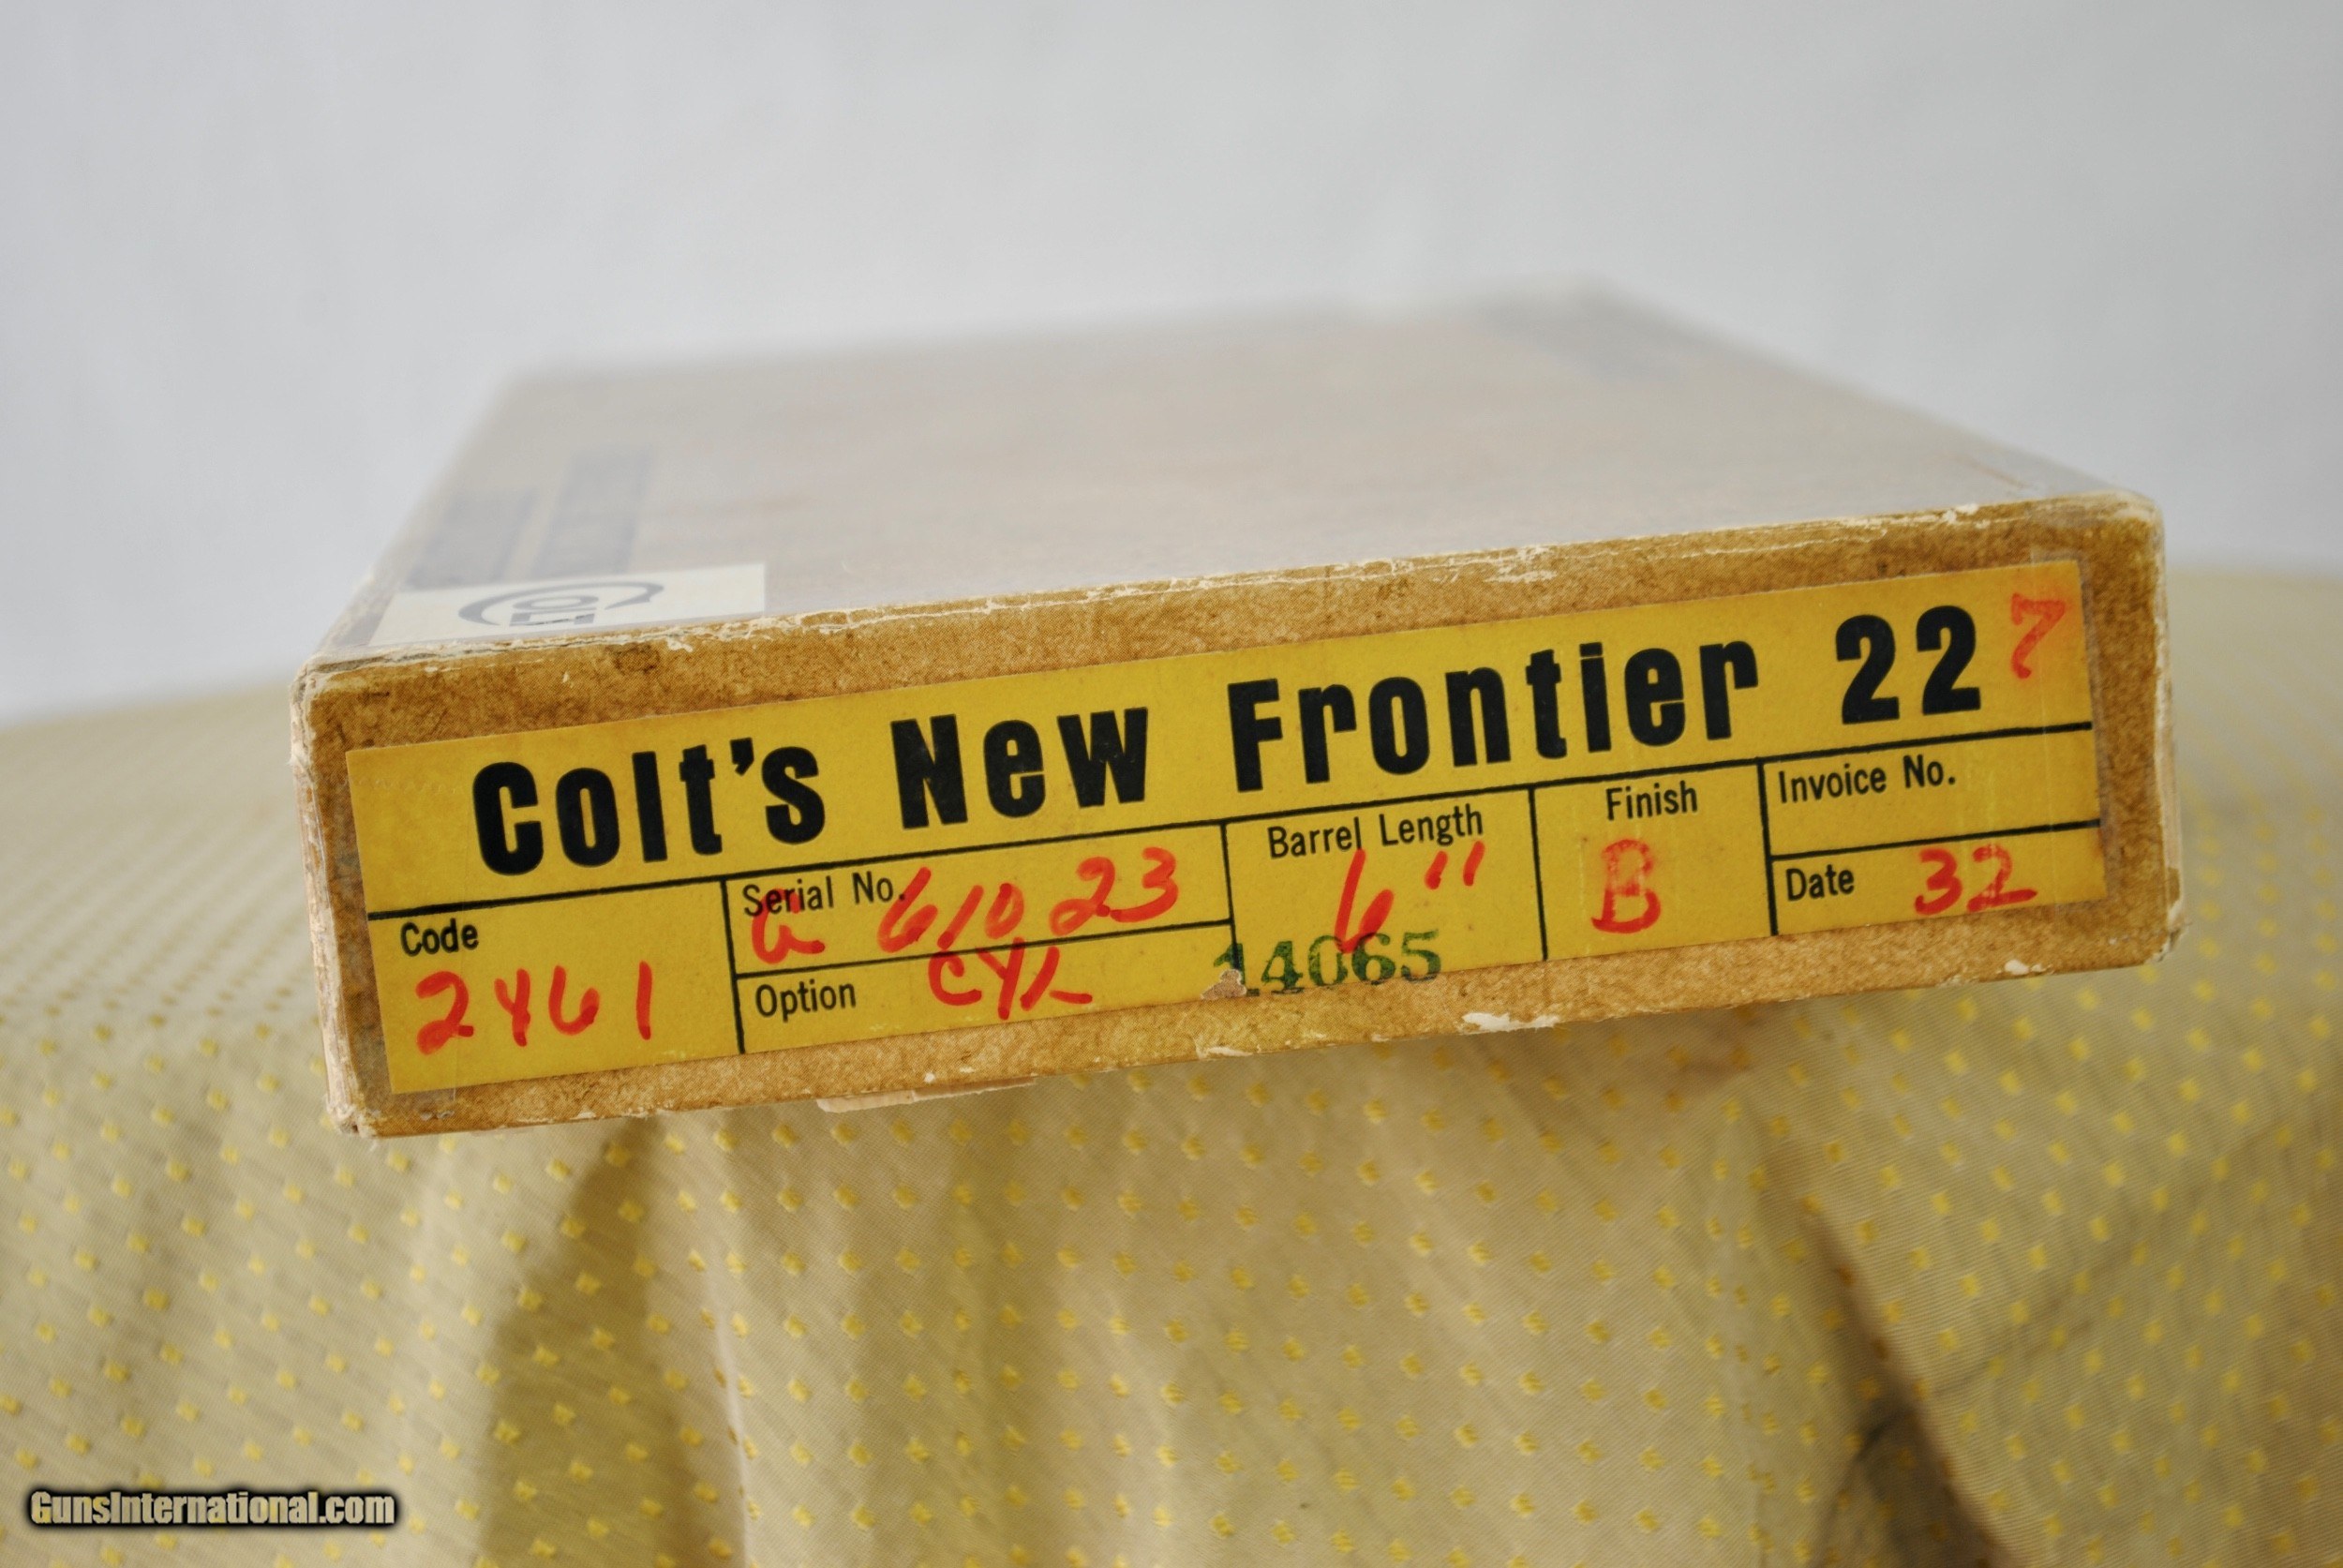 COLT
Colt's New Frontier 22 7
Code
2461
Serial No.
G 61023
Option CYL
Barrel Length
6"
14065
Finish
B
Invoice No.
Date 32
GunsInternational.com